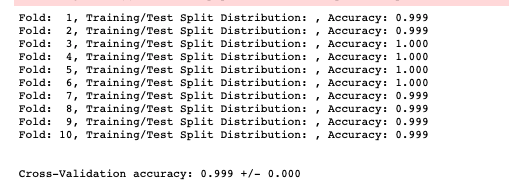 Fold:  1, Training/Test Split Distribution: , Accuracy: 0.999
Fold:  2, Training/Test Split Distribution: , Accuracy: 0.999
Fold:  3, Training/Test Split Distribution: , Accuracy: 1.000
Fold:  4, Training/Test Split Distribution: , Accuracy: 1.000
Fold:  5, Training/Test Split Distribution: , Accuracy: 1.000
Fold:  6, Training/Test Split Distribution: , Accuracy: 1.000
Fold:  7, Training/Test Split Distribution: , Accuracy: 0.999
Fold:  8, Training/Test Split Distribution: , Accuracy: 0.999
Fold:  9, Training/Test Split Distribution: , Accuracy: 0.999
Fold: 10, Training/Test Split Distribution: , Accuracy: 0.999
Cross-Validation accuracy: 0.999 +/- 0.000